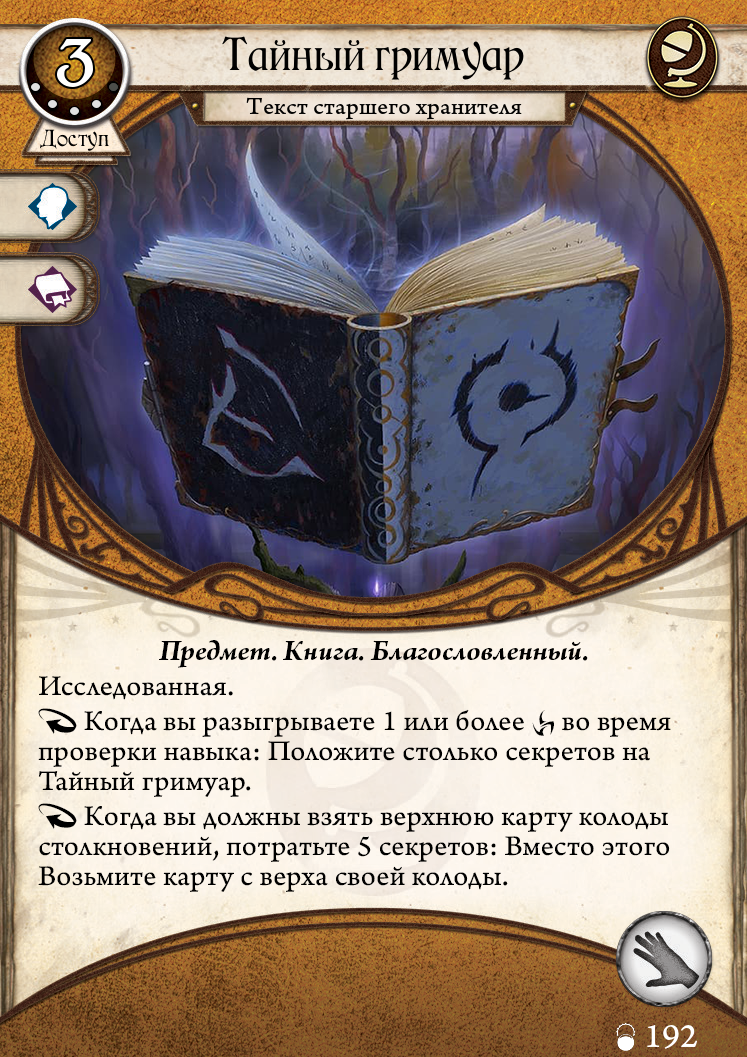 3
Тайный гримуар
Текст старшего хранителя
Доступ
Предмет. Книга. Благословленный.
Исследованная.
Когда вы разыгрываете 1 или более во время
проверки навыка: Положите столько секретов на
Тайный гримуар.
Когда вы должны взять верхнюю карту колоды
столкновений, потратьте 5 секретов: Вместо этого
Возьмите карту с верха своей колоды.
192